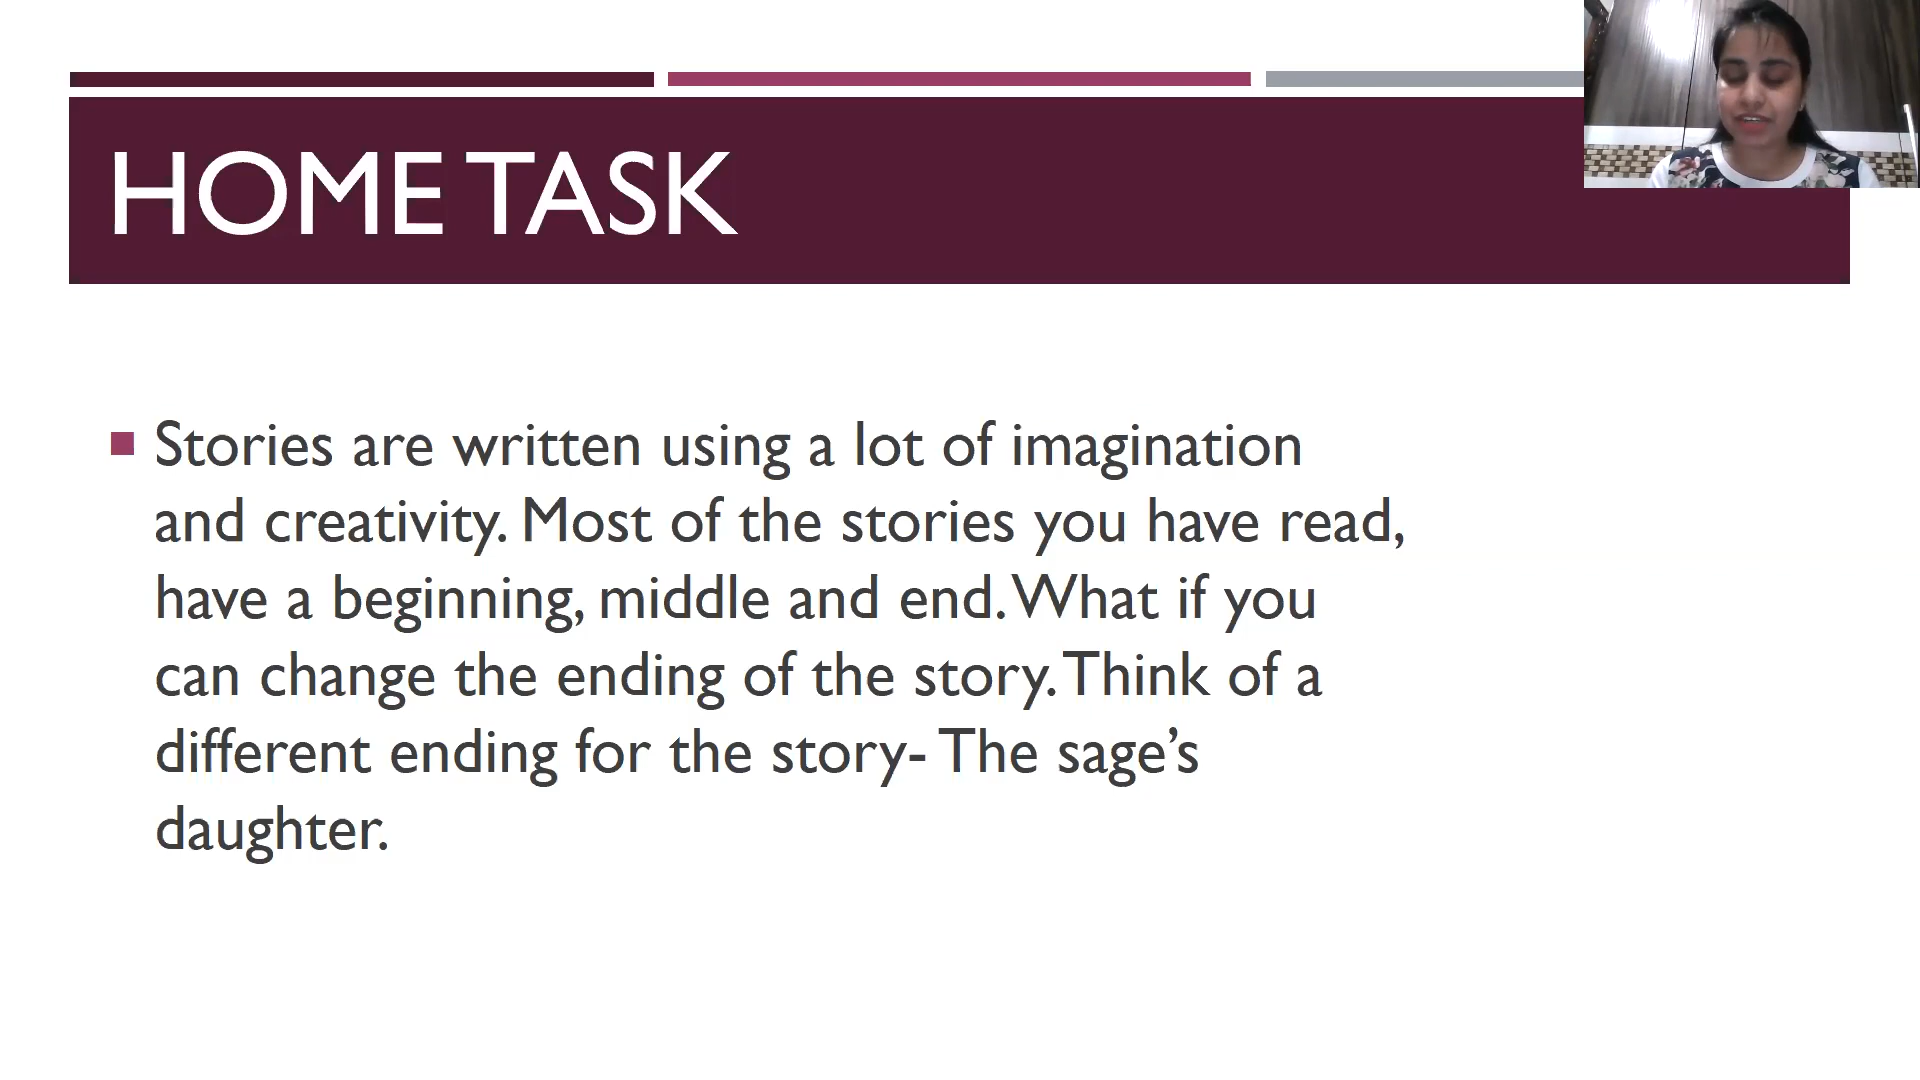 HOME TASK
Stories are written using a lot of imagination
and creativity. Most of the stories you have read,
have a beginning, middle and end. What if you
can change the ending of the story. Think of a
different ending for the story- The sage’s
daughter.